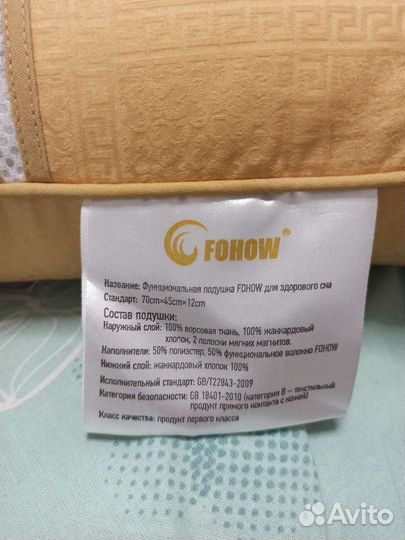 FOHOW®
Название: Функциональная подушка FOHOW для здорового сна
Стандарт: 70cm×45cm×12cm
Состав подушки:
Наружный слой: 100% ворсовая ткань, 100% жаккардовый
хлопок, 2 полоски мягких магнитов.
Наполнители: 50% полиэстер, 50% функциональное волокно FOHOW
Нижний слой: жаккардовый хлопок 100%
Исполнительный стандарт: GB/T22843-2009
Категория безопасности: GB 18401-2010 (категория B — текстильный
продукт прямого контакта с кожей)
Класс качества: продукт первого класса
Avito